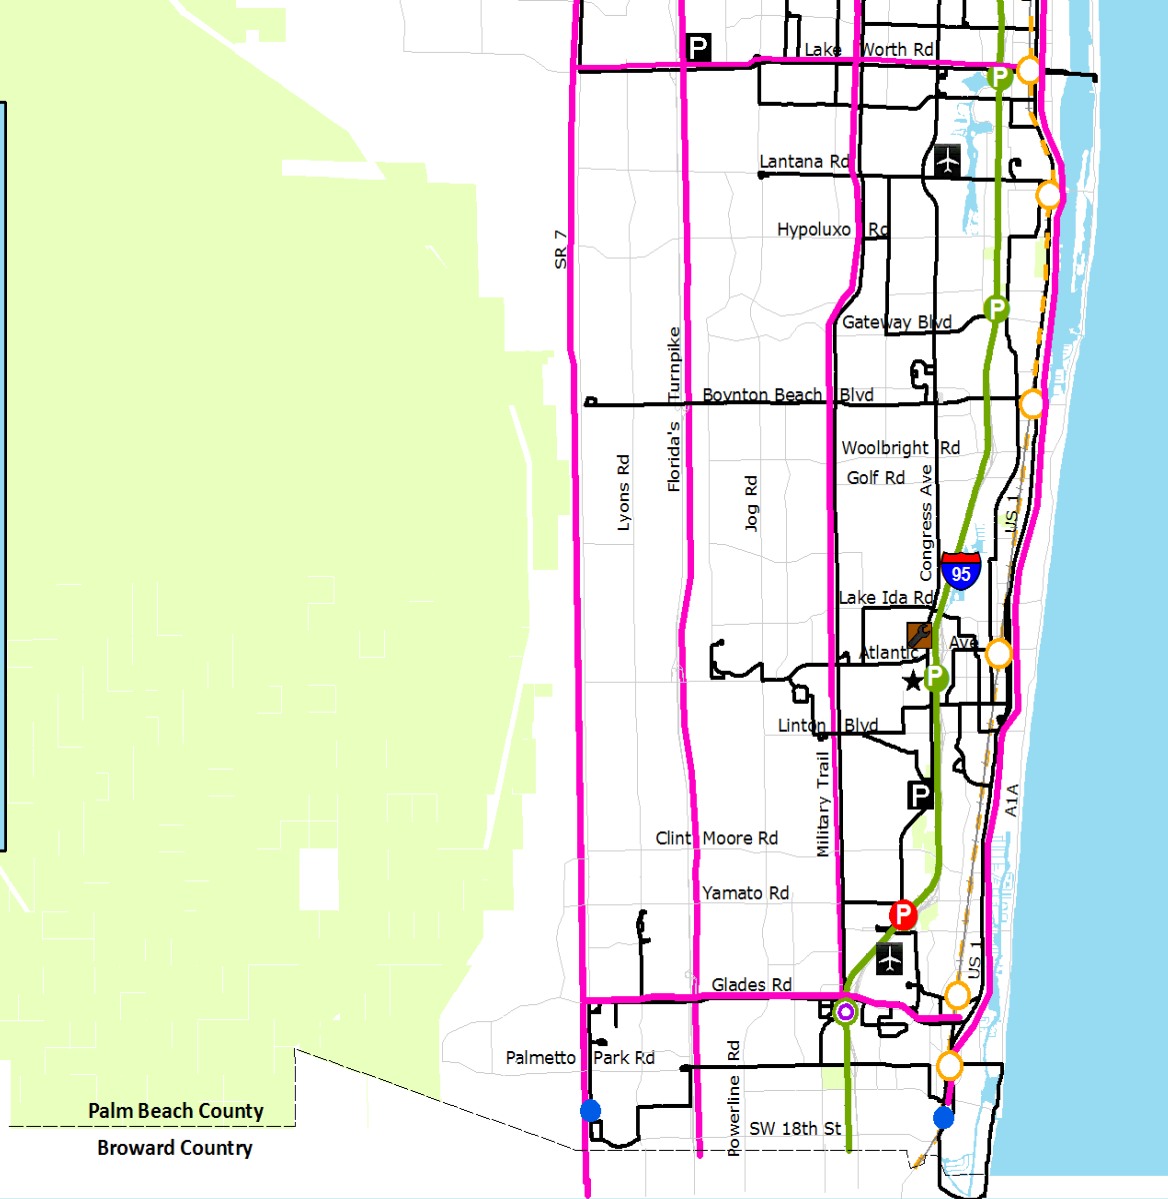 P
Lake Worth Rd
P
Lantana Rd
Hypoluxo Rd
SR 7
P
Gateway Blvd
Florida's Turnpike
Boynton Beach Blvd
Woolbright Rd
Golf Rd
Lyons Rd
Jog Rd
Congress Ave
US 1
95
Lake Ida Rd
Atlantic Ave
P
Linton Blvd
Military Trail
P
A1A
Clint Moore Rd
Yamato Rd
P
US 1
Glades Rd
Palmetto Park Rd
Powerline Rd
Palm Beach County
SW 18th St
Broward Country